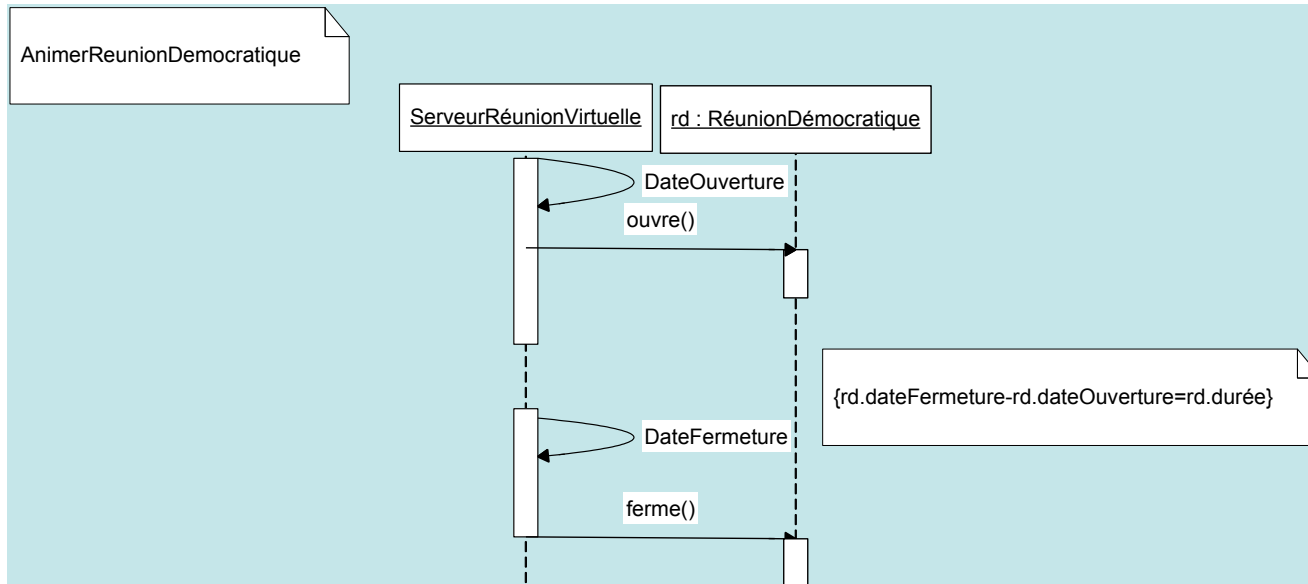 AnimerReunionDemocratique
ServeurRéunionVirtuelle
rd : RéunionDémocratique
DateOuverture
ouvre()
{rd.dateFermeture-rd.dateOuverture=rd.durée}
DateFermeture
ferme()